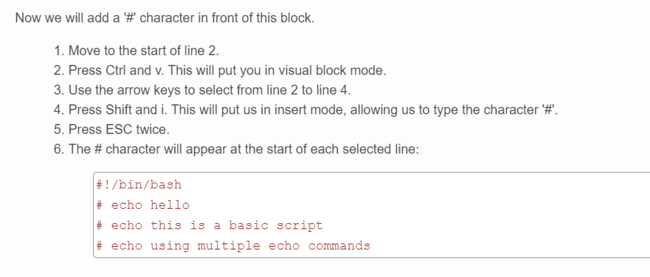 Now we will add a '#' character in front of this block.
1. Move to the start of line 2.
2. Press Ctrl and v. This will put you in visual block mode.
3. Use the arrow keys to select from line 2 to line 4.
4. Press Shift and i. This will put us in insert mode, allowing us to type the character '#'.
5. Press ESC twice.
6. The # character will appear at the start of each selected line:
#!/bin/bash
# echo hello
# echo this is a basic script
# echo using multiple echo commands